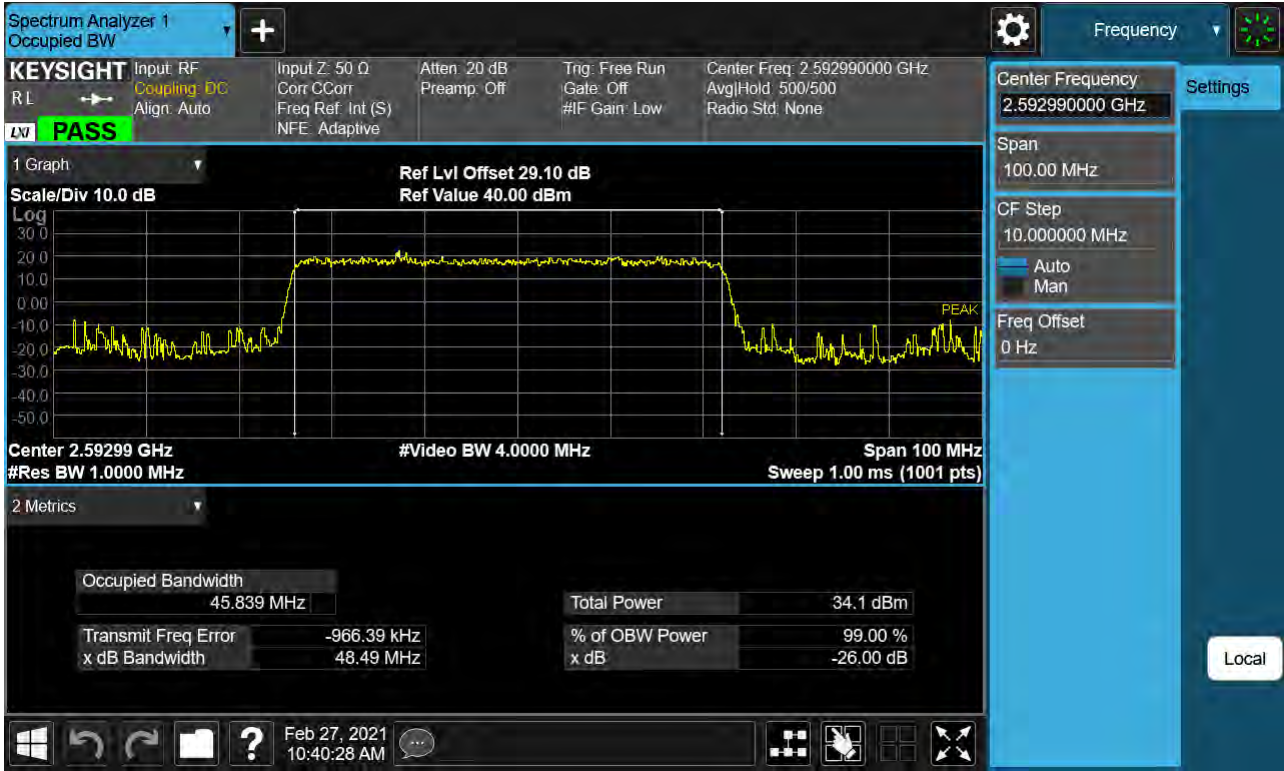 Spectrum Analyzer 1
Occupied BW
+
Frequency
KEYSIGHT
RL
LXI PASS
Input: RF
Coupling: DC
Align: Auto
Input Z: 50 Ω
Corr CCorr
Freq Ref: Int (S)
NFE: Adaptive
Atten: 20 dB
Preamp: Off
Trig: Free Run
Gate: Off
#IF Gain: Low
Center Freq: 2.592990000 GHz
Avg|Hold: 500/500
Radio Std: None
Center Frequency
2.592990000 GHz
Settings
Span
100.00 MHz
CF Step
10.000000 MHz
Auto
Man
Freq Offset
0 Hz
Local
1 Graph
Scale/Div 10.0 dB
Ref Lvl Offset 29.10 dB
Ref Value 40.00 dBm
Log
30.0
20.0
10.0
0.00
-10.0
-20.0
-30.0
-40.0
-50.0
PEAK
Center 2.59299 GHz
#Video BW 4.0000 MHz
Span 100 MHz
#Res BW 1.0000 MHz
Sweep 1.00 ms (1001 pts)
2 Metrics
Occupied Bandwidth
45.839 MHz
Total Power 34.1 dBm
Transmit Freq Error -966.39 kHz
% of OBW Power 99.00 %
x dB Bandwidth 48.49 MHz
x dB -26.00 dB
?
Feb 27, 2021
10:40:28 AM